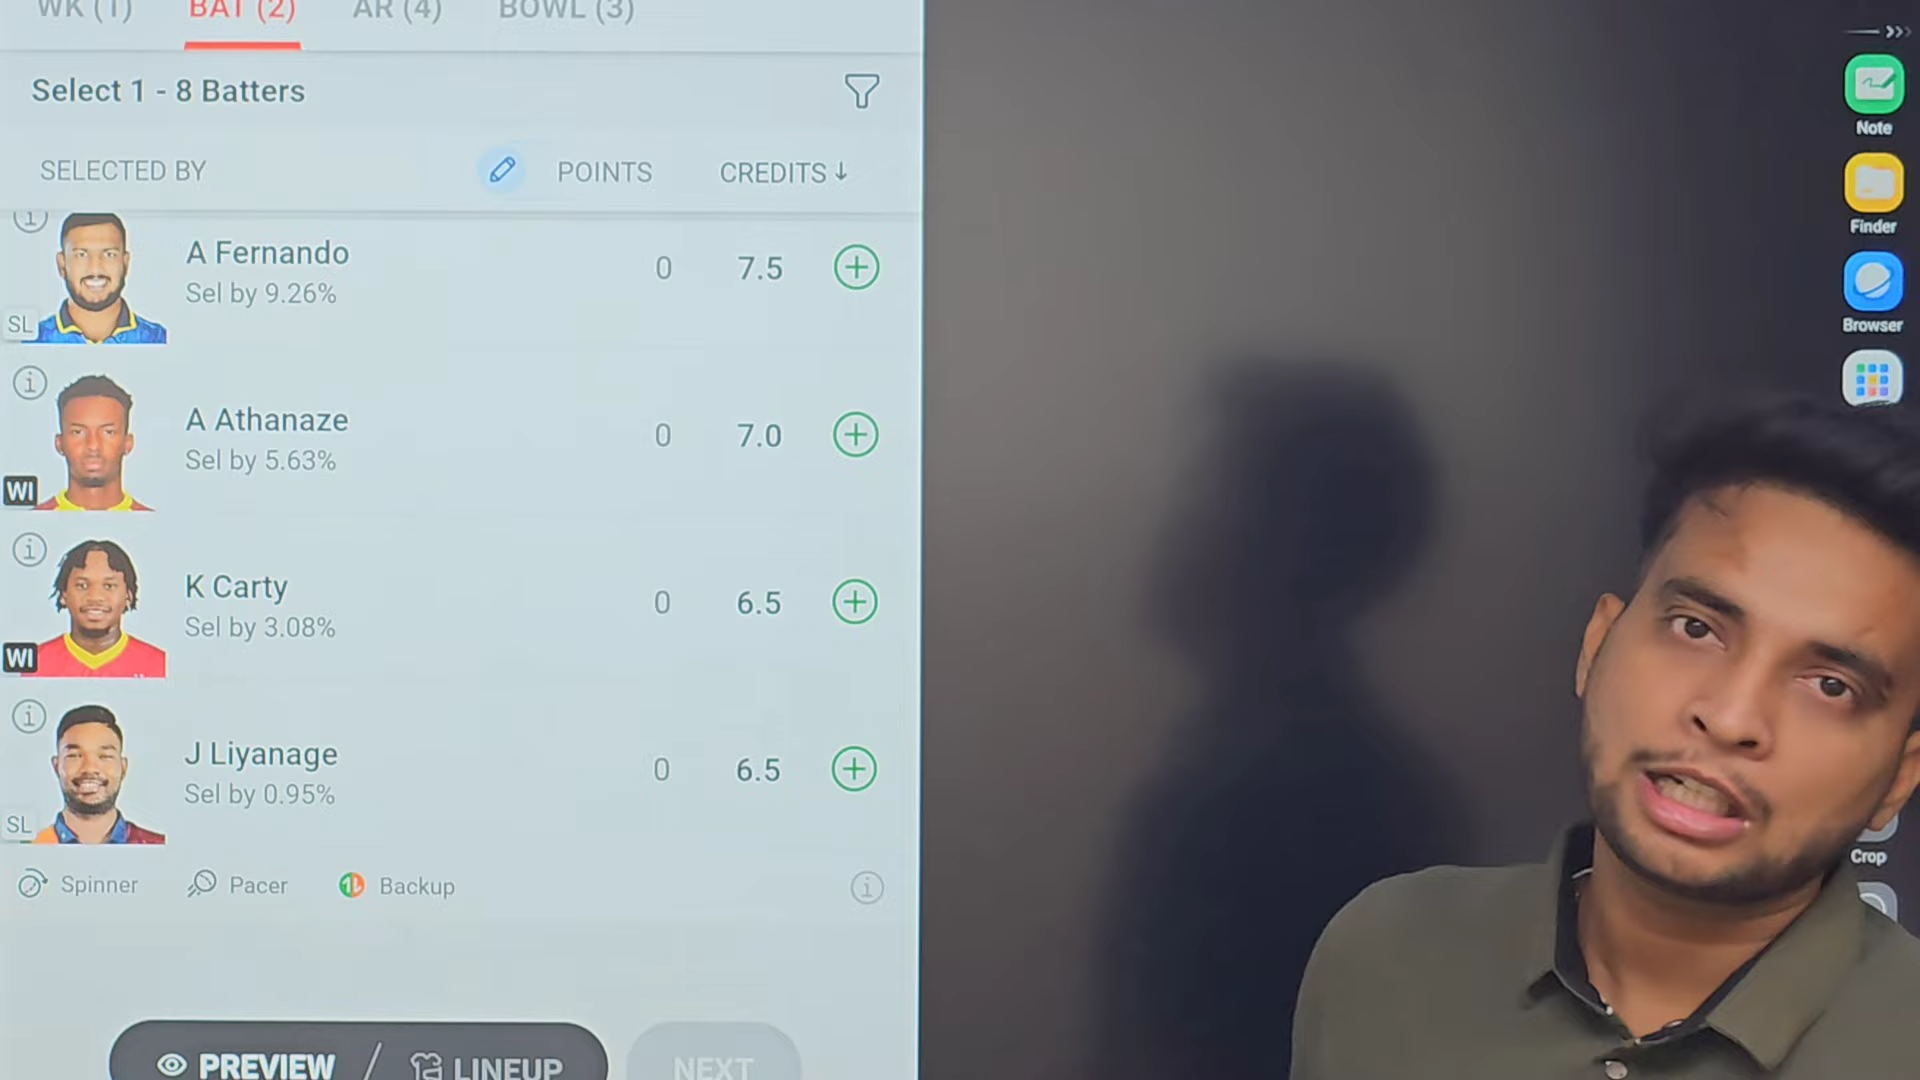 WK (1) BAT (2) AR (4) BOWL (3)
Select 1 - 8 Batters
SELECTED BY POINTS CREDITS ↓
A Fernando
Sel by 9.26%
0 7.5
SL
A Athanaze
Sel by 5.63%
0 7.0
WI
K Carty
Sel by 3.08%
0 6.5
WI
J Liyanage
Sel by 0.95%
0 6.5
SL
Spinner Pacer Backup
PREVIEW / LINEUP NEXT
Note
Finder
Browser
Crop